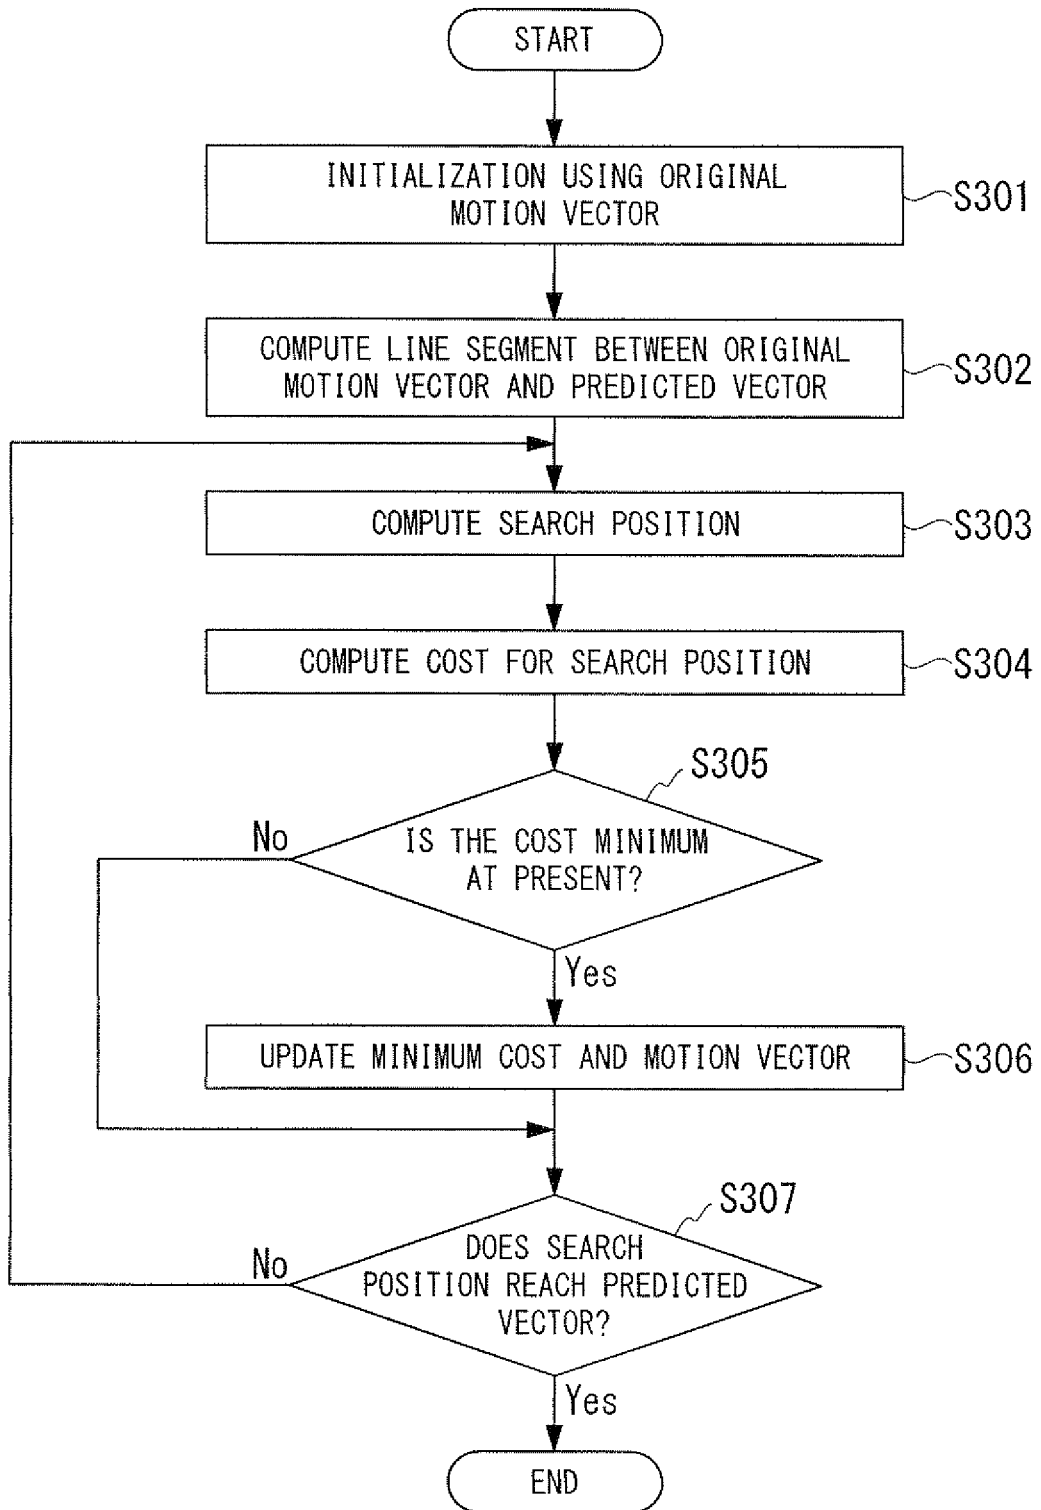 START
INITIALIZATION USING ORIGINAL
MOTION VECTOR
S301
COMPUTE LINE SEGMENT BETWEEN ORIGINAL
MOTION VECTOR AND PREDICTED VECTOR
S302
COMPUTE SEARCH POSITION
S303
COMPUTE COST FOR SEARCH POSITION
S304
S305
No
IS THE COST MINIMUM
AT PRESENT?
Yes
UPDATE MINIMUM COST AND MOTION VECTOR
S306
S307
No
DOES SEARCH
POSITION REACH PREDICTED
VECTOR?
Yes
END